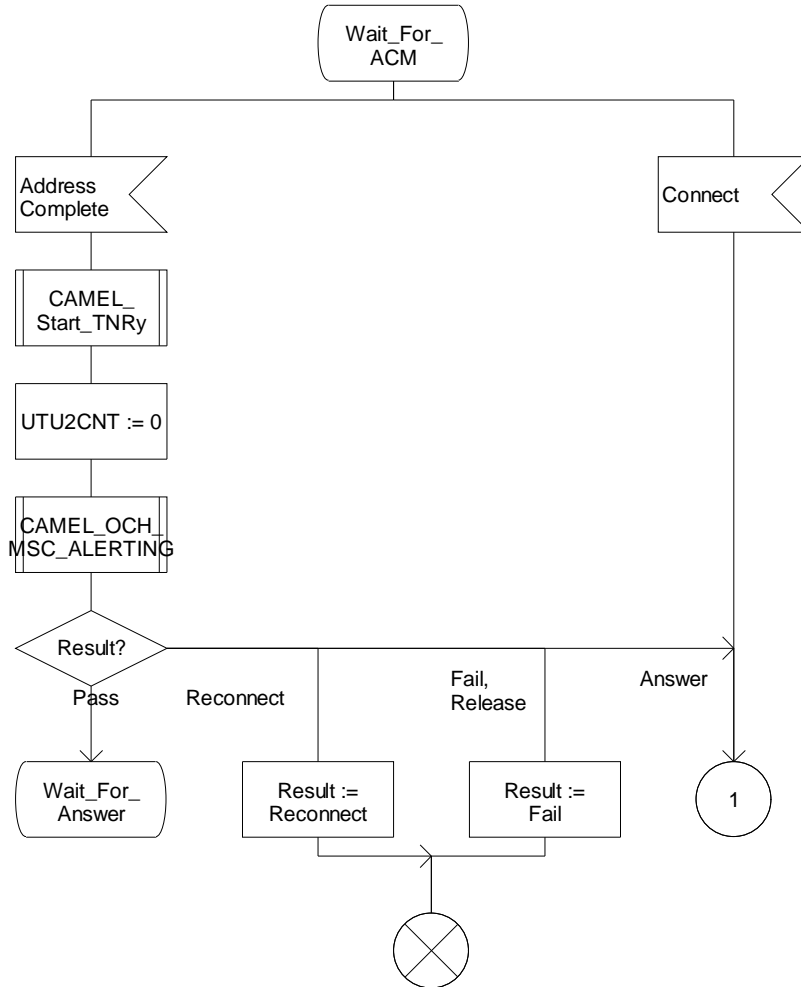 Wait_For_
ACM
Address
Complete
Connect
CAMEL_
Start_TNRy
UTU2CNT := 0
CAMEL_OCH_
MSC_ALERTING
Result?
Pass
Reconnect
Fail,
Release
Answer
Wait_For_
Answer
Result :=
Reconnect
Result :=
Fail
1